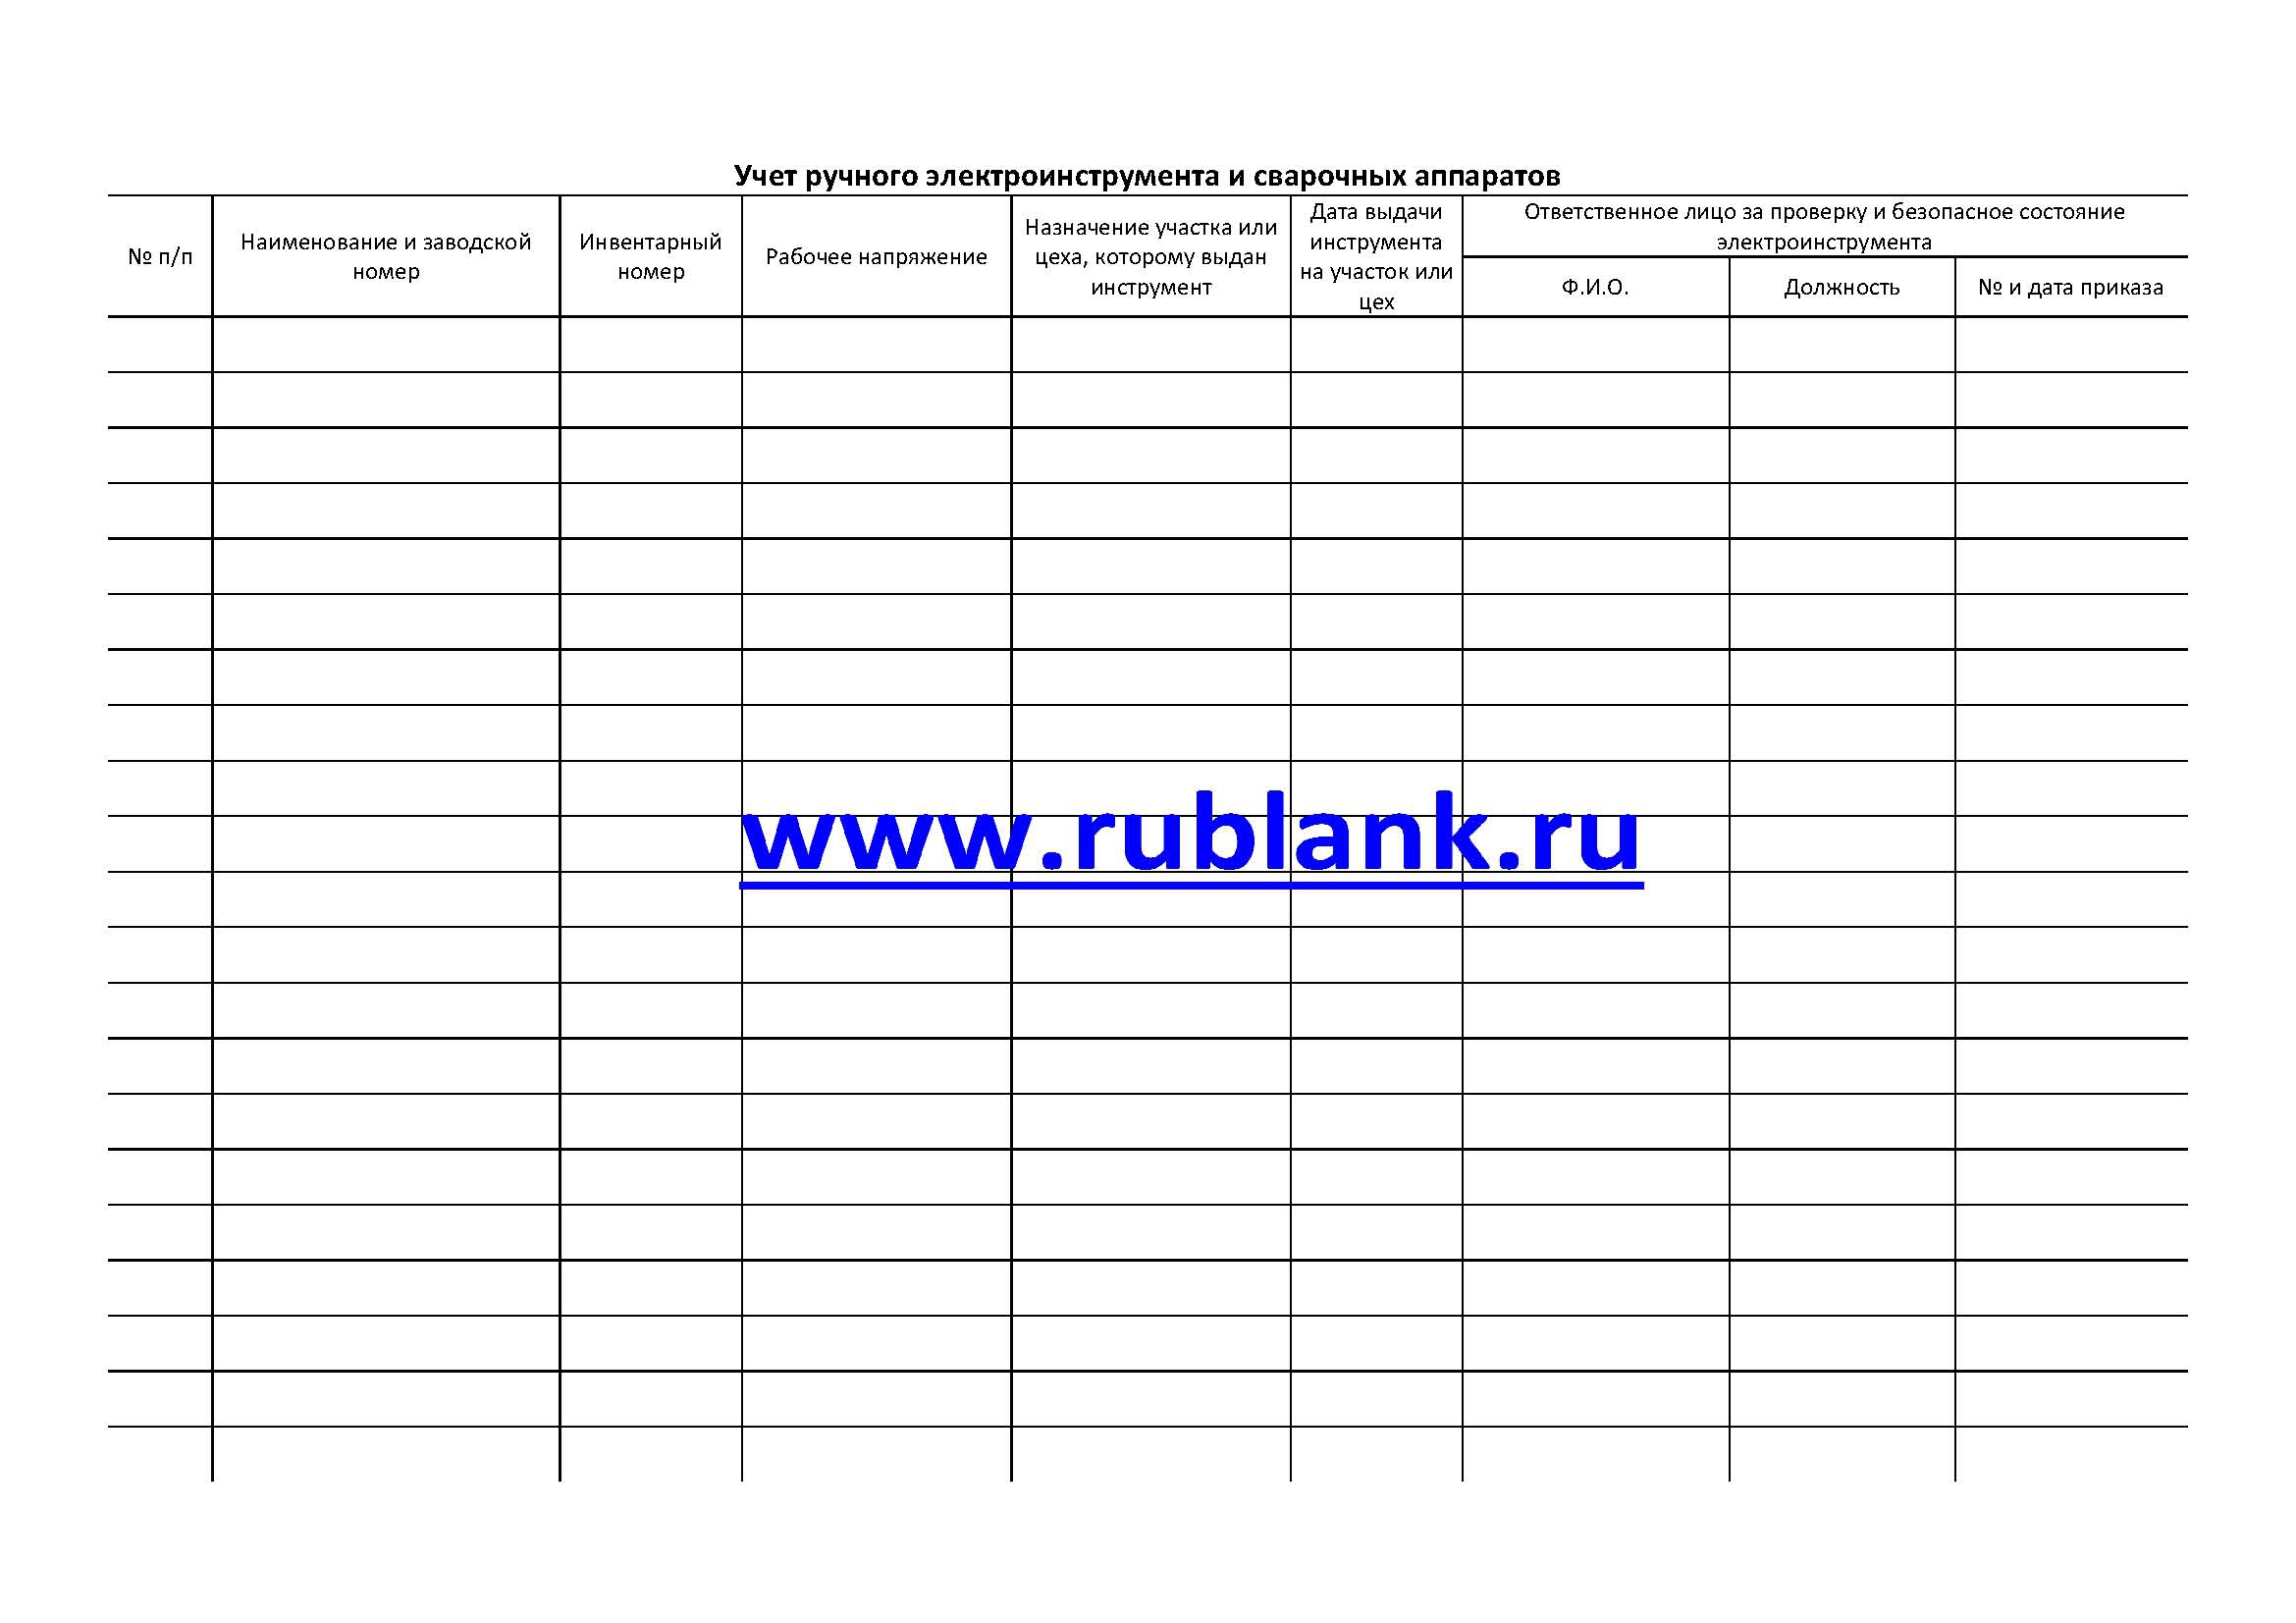 Учет ручного электроинструмента и сварочных аппаратов
№ п/п
Наименование и заводской
номер
Инвентарный
номер
Рабочее напряжение
Назначение участка или
цеха, которому выдан
инструмент
Дата выдачи
инструмента
на участок или
цех
Ответственное лицо за проверку и безопасное состояние
электроинструмента
Ф.И.О.
Должность
№ и дата приказа
www.rublank.ru